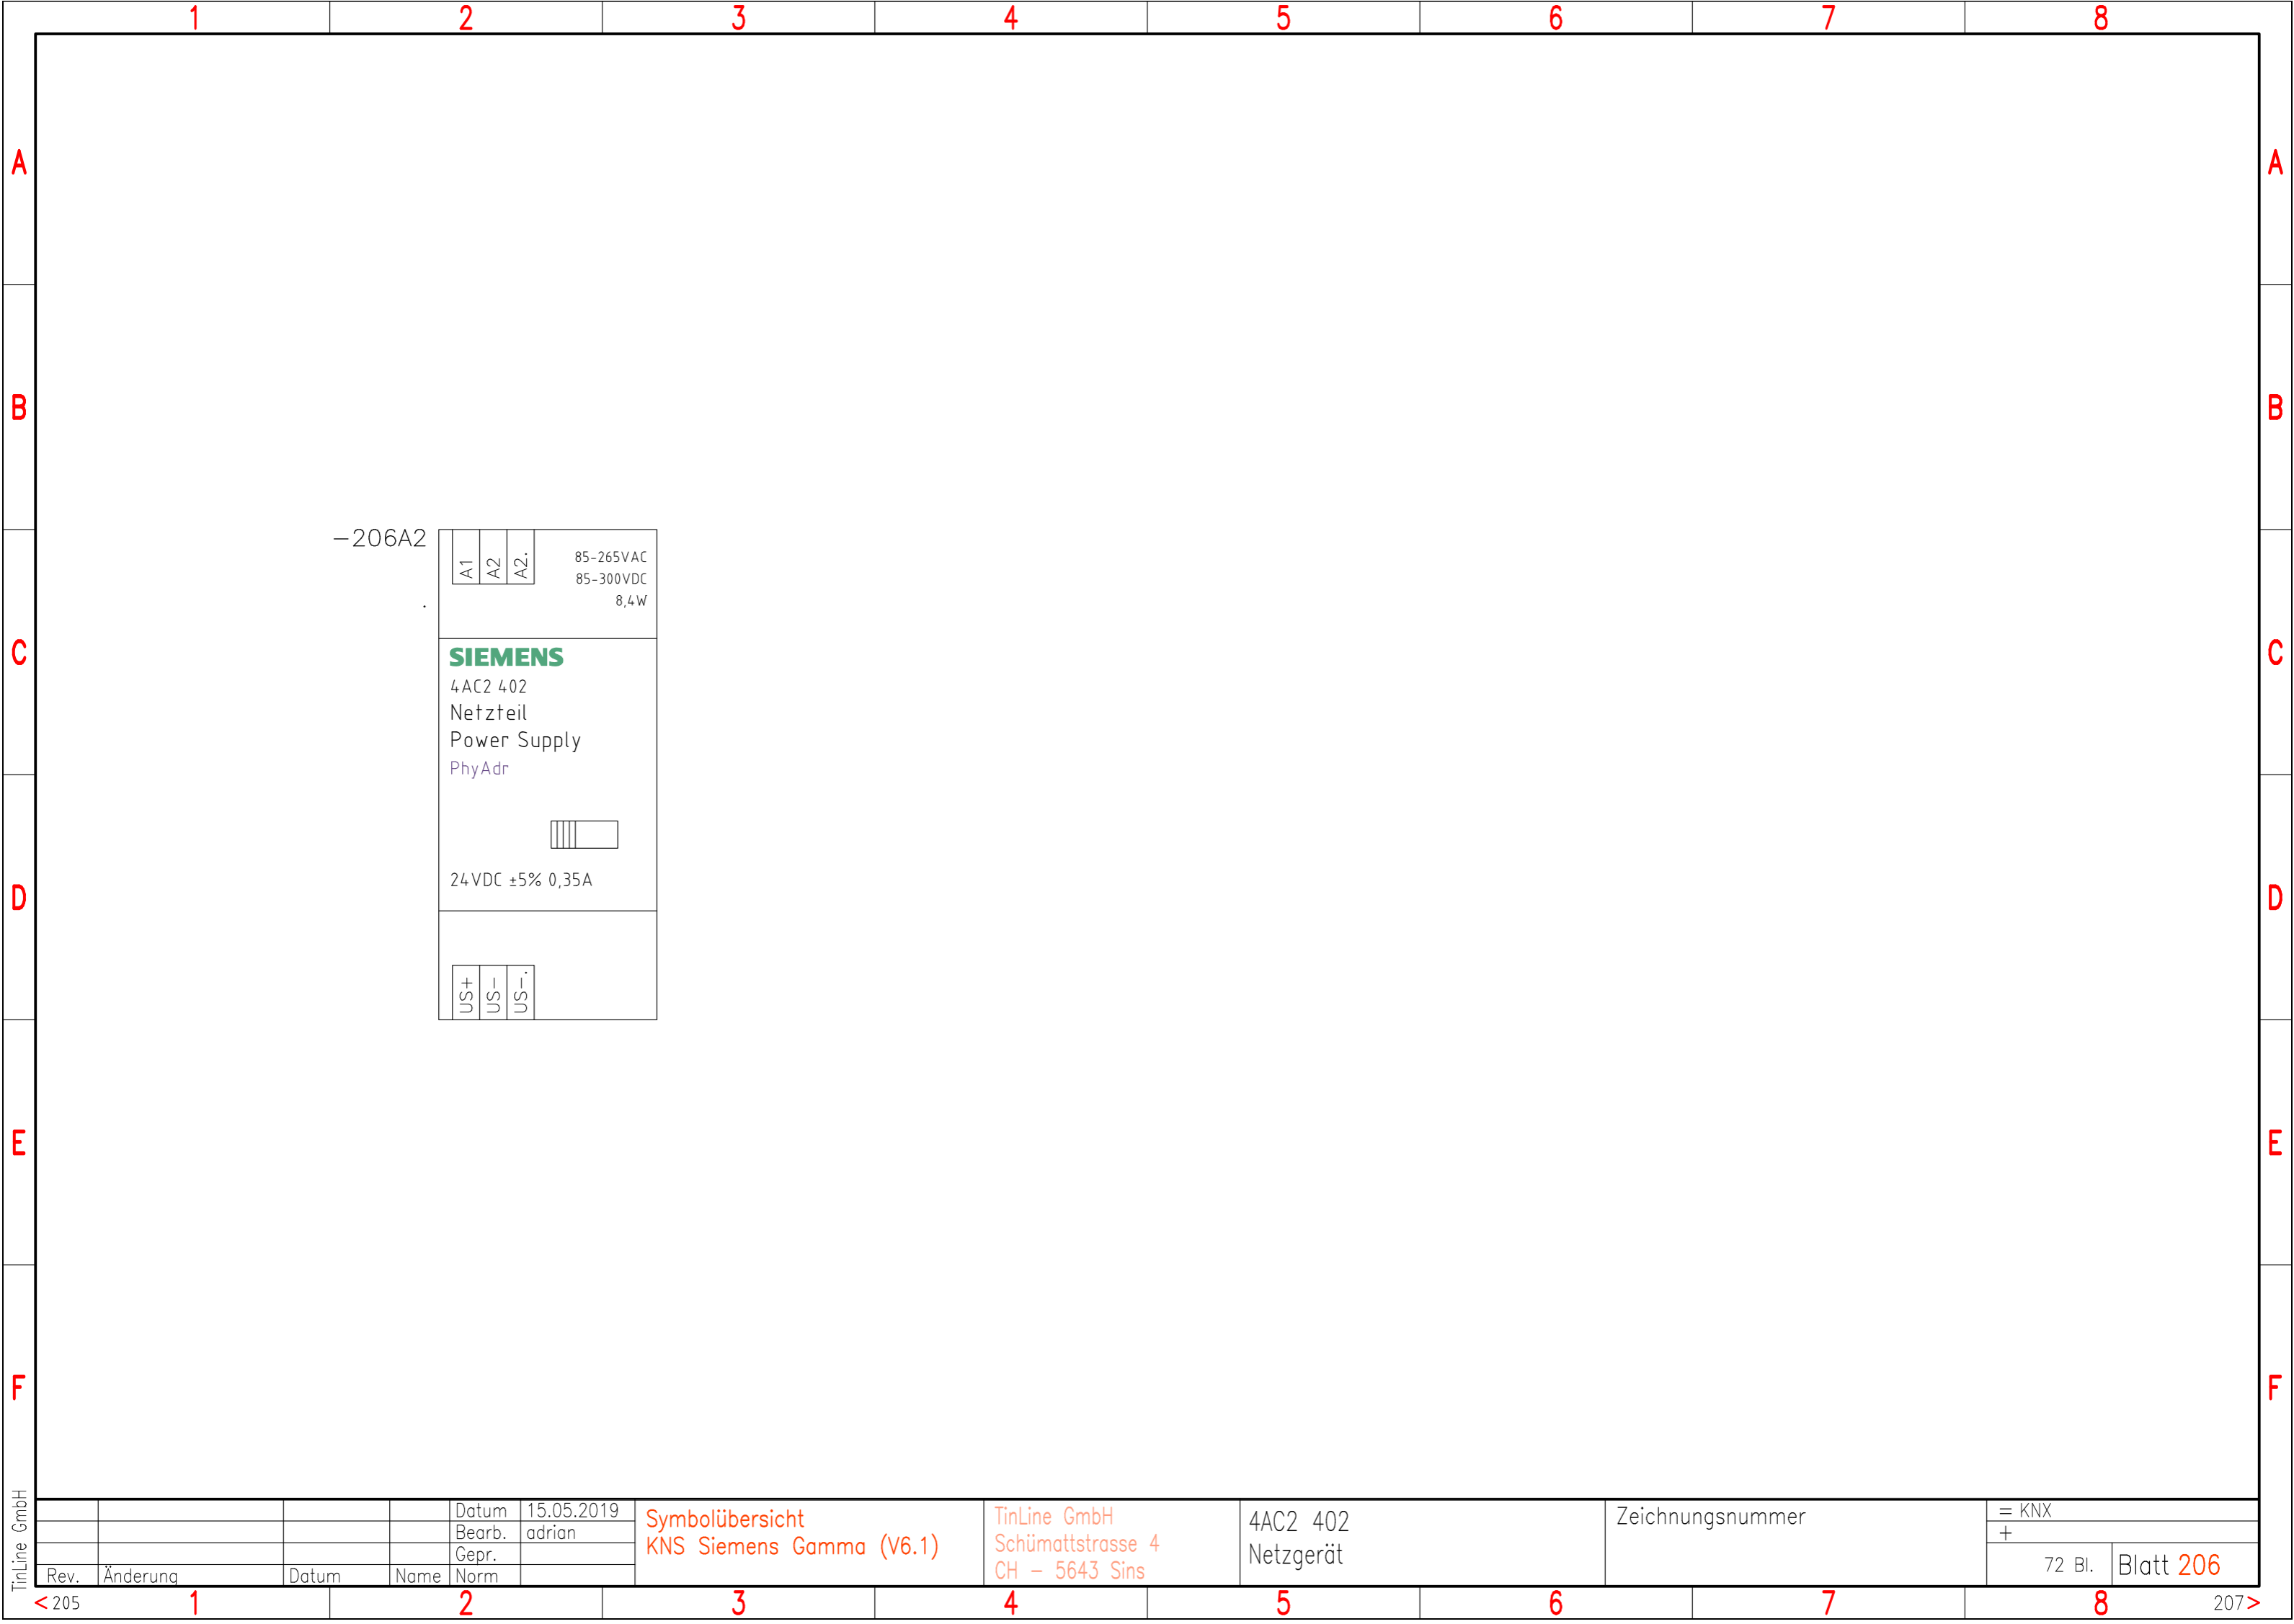 1 2 3 4 5 6 7 8
A A
B B
C C
D D
E E
F F
-206A2
A1 A2 A2.
85-265VAC
85-300VDC
8,4W
.
SIEMENS
4AC2 402
Netzteil
Power Supply
PhyAdr
24VDC ±5% 0,35A
US+ US- US-.
TinLine GmbH
Datum 15.05.2019
Bearb. adrian
Gepr.
Rev. Änderung Datum Name Norm
Symbolübersicht
KNS Siemens Gamma (V6.1)
TinLine GmbH
Schümattstrasse 4
CH - 5643 Sins
4AC2 402
Netzgerät
Zeichnungsnummer
= KNX
+
72 Bl. Blatt 206
<205 1 2 3 4 5 6 7 8 207>